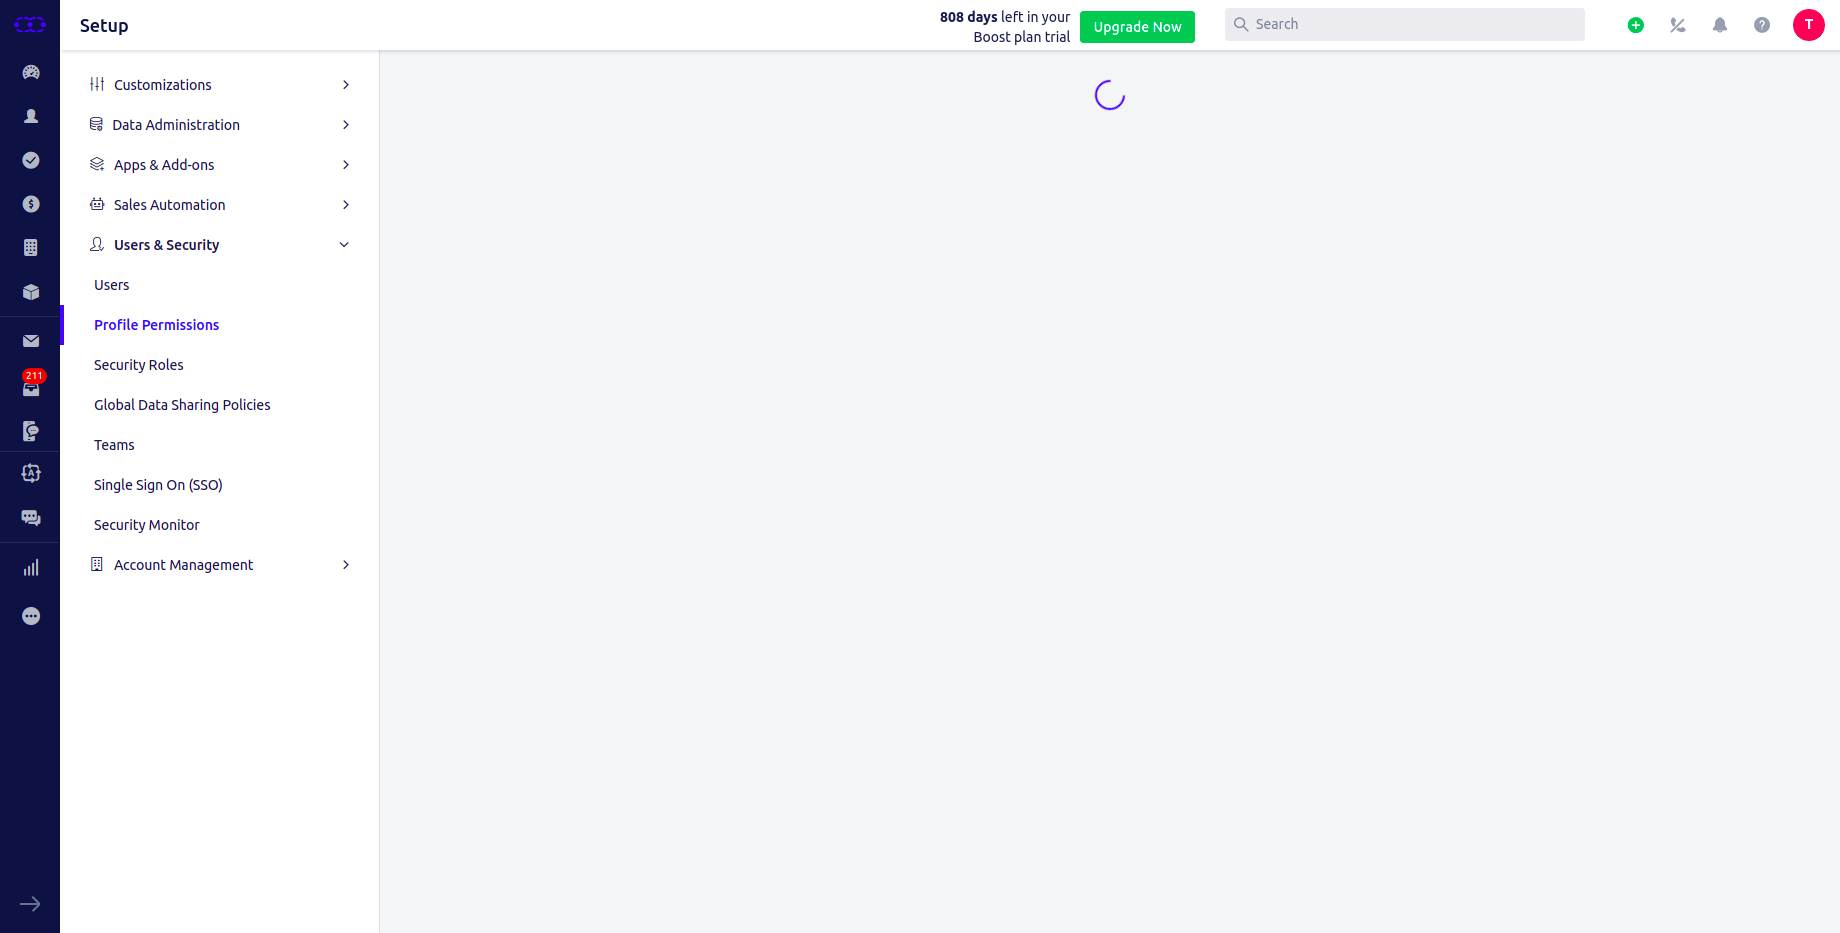 Setup
808 days left in your
Boost plan trial
Upgrade Now
Search
T
Customizations
Data Administration
Apps & Add-ons
Sales Automation
Users & Security
Users
Profile Permissions
Security Roles
Global Data Sharing Policies
Teams
Single Sign On (SSO)
Security Monitor
Account Management
211